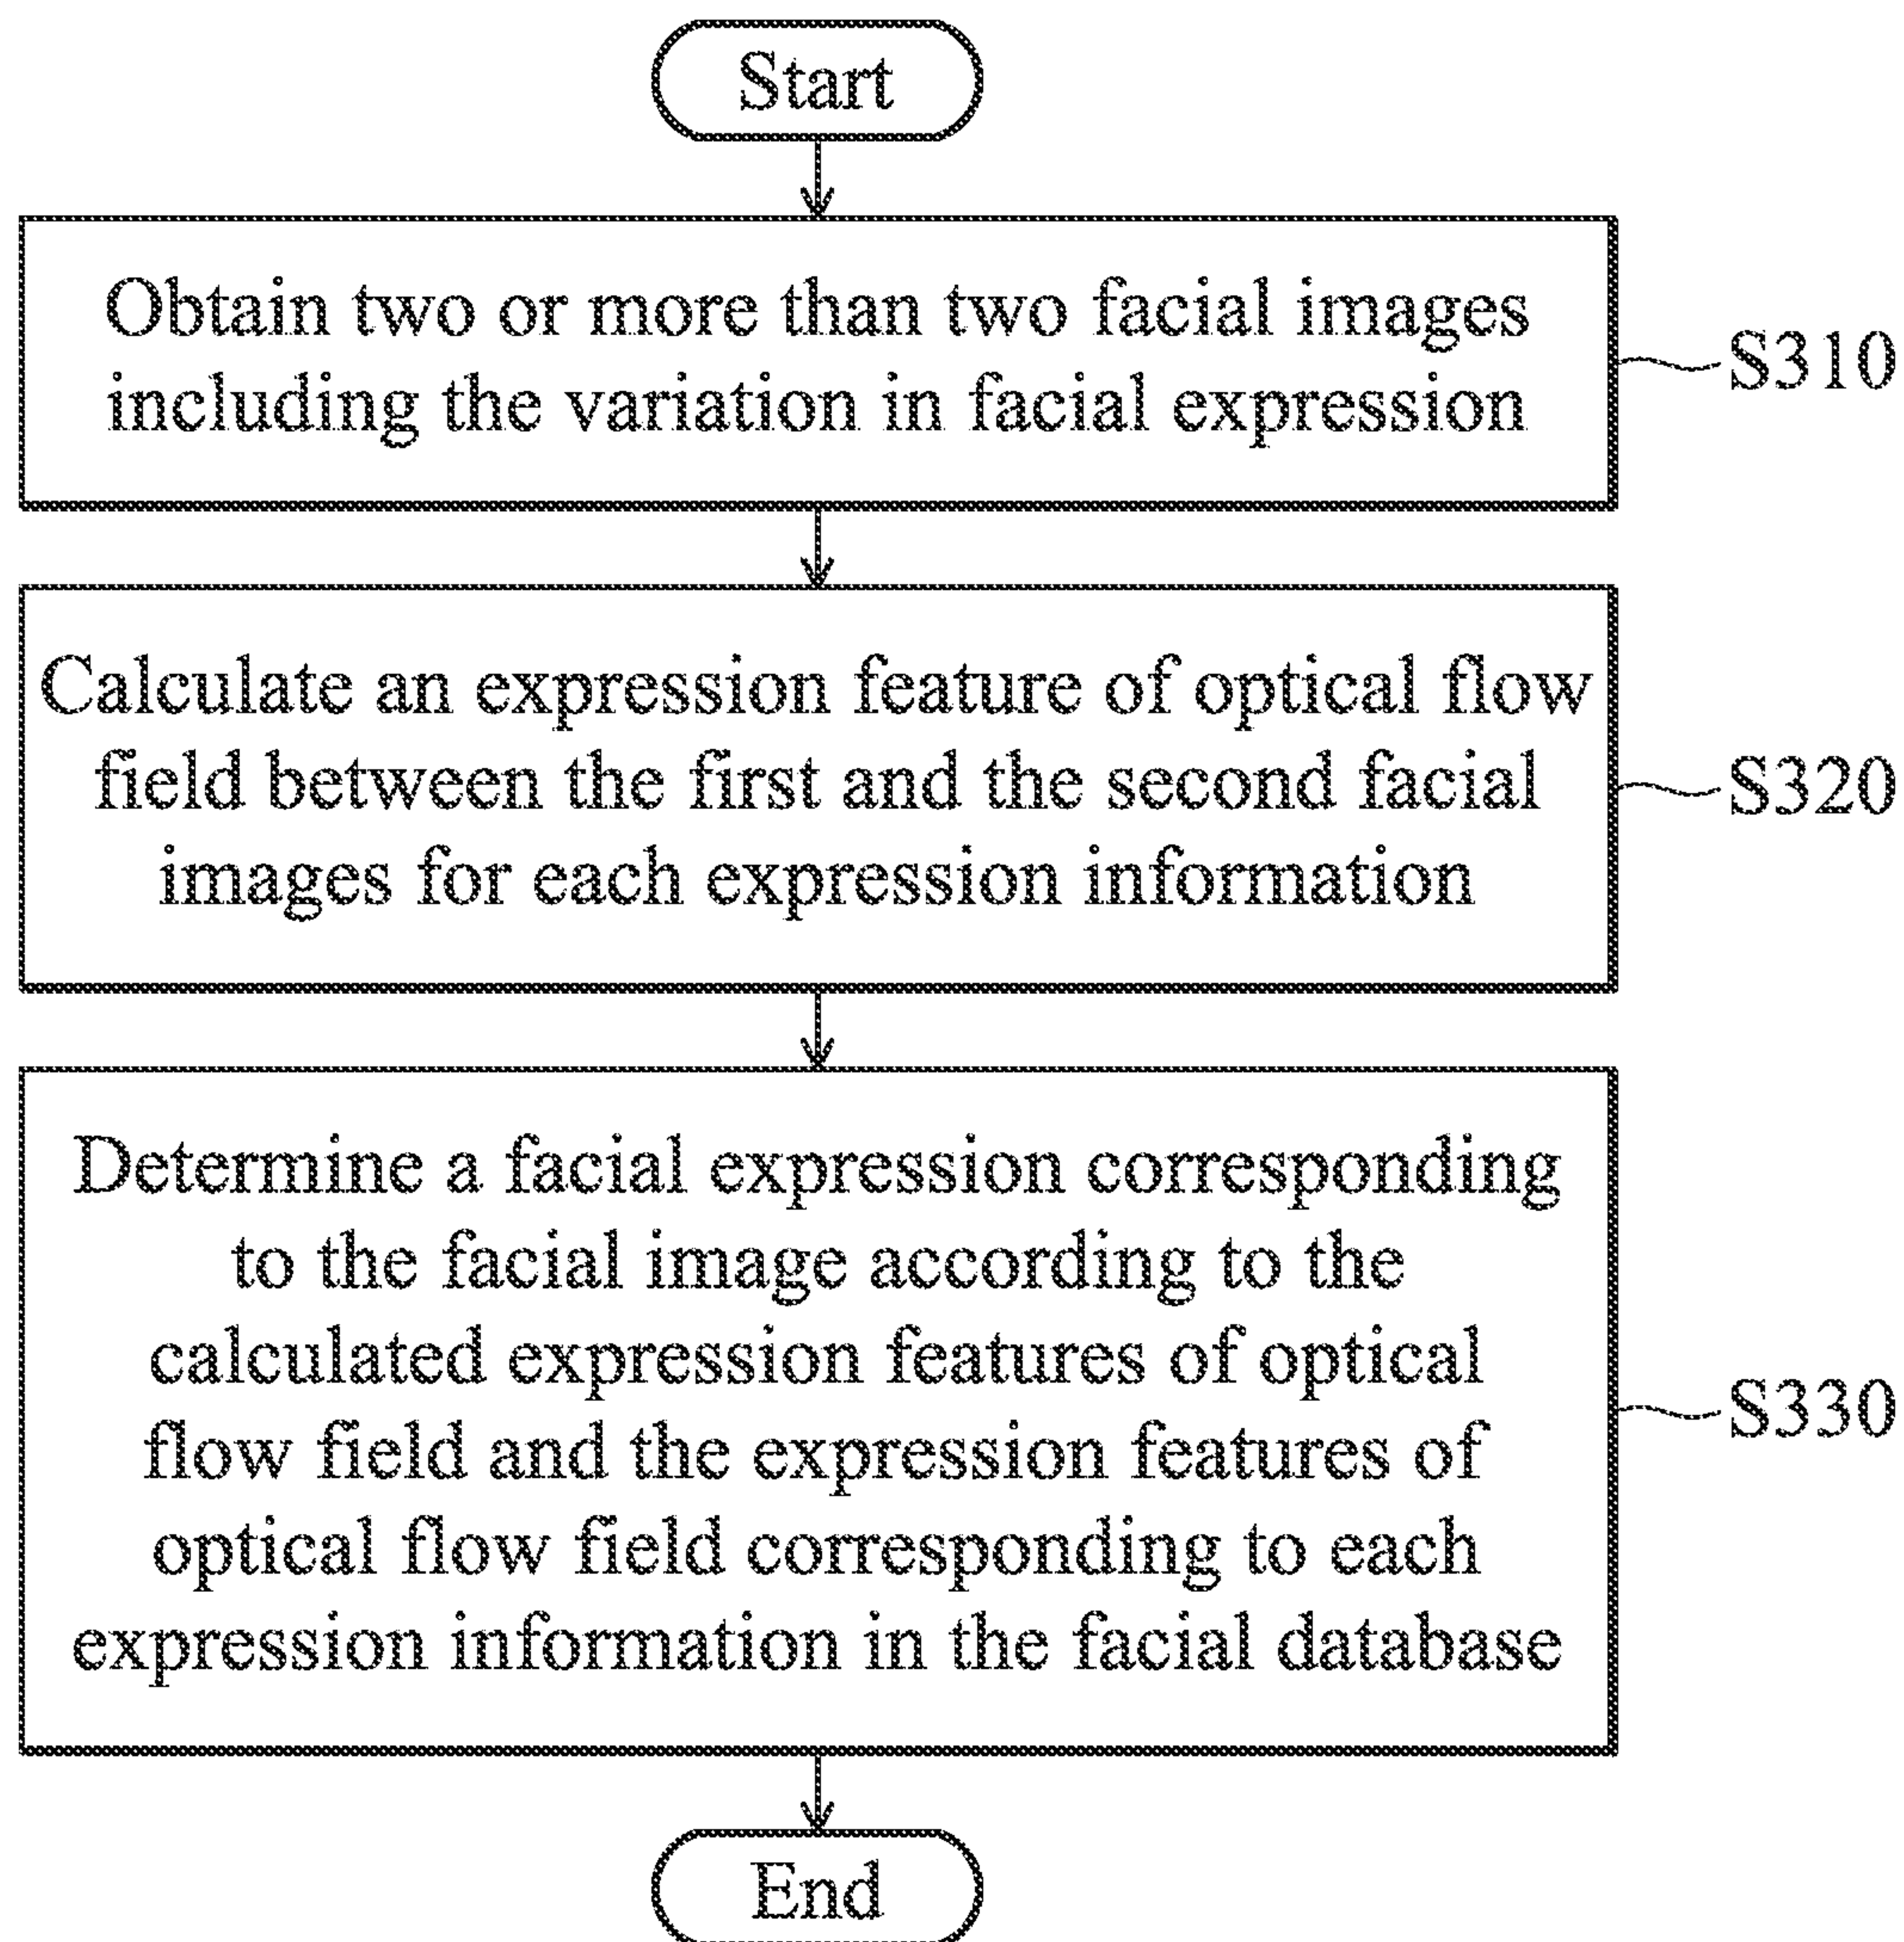 Start
Obtain two or more than two facial images
including the variation in facial expression
S310
Calculate an expression feature of optical flow
field between the first and the second facial
images for each expression information
S320
Determine a facial expression corresponding
to the facial image according to the
calculated expression features of optical
flow field and the expression features of
optical flow field corresponding to each
expression information in the facial database
S330
End